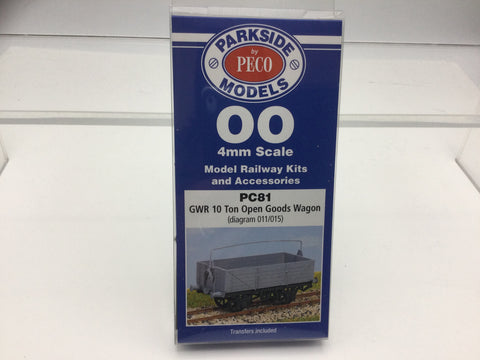 PARKSIDE
by
PECO
MODELS
OO
4mm Scale
Model Railway Kits
and Accessories
PC81
GWR 10 Ton Open Goods Wagon
(diagram 011/015)
Transfers included